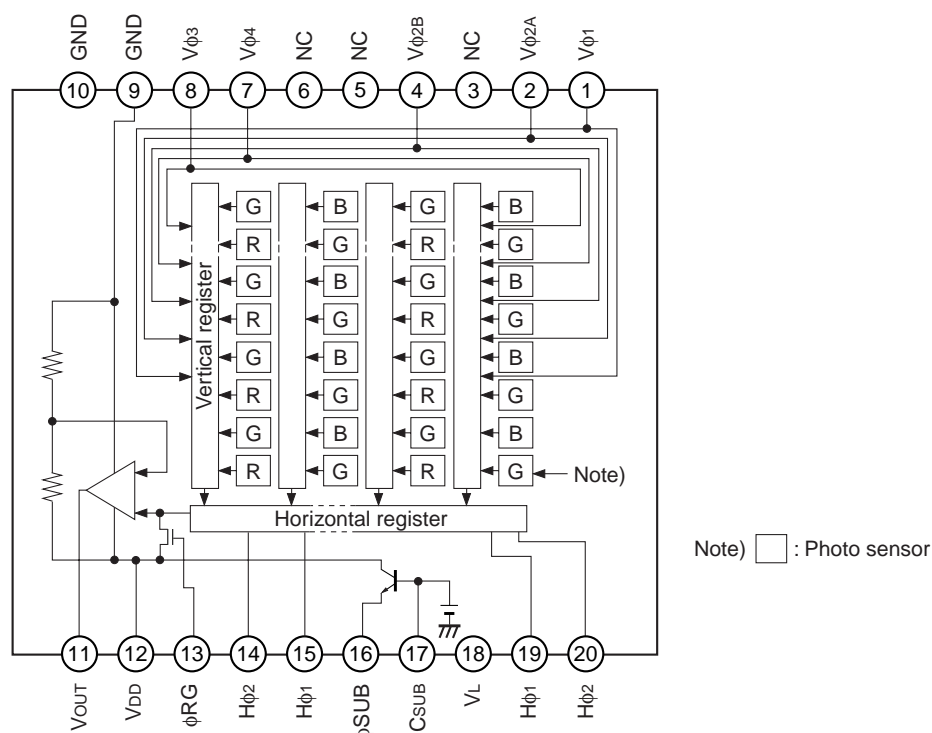 GND GND Vφ3 Vφ4 NC NC Vφ2B NC Vφ2A Vφ1
10 9 8 7 6 5 4 3 2 1
G B G B
R G R G
G B G B
R G R G
G B G B
R G R G
G B G B
R G R G
Vertical register
Note)
Horizontal register
Note) : Photo sensor
11 12 13 14 15 16 17 18 19 20
VOUT VDD φRG Hφ2 Hφ1 φSUB CSUB VL Hφ1 Hφ2